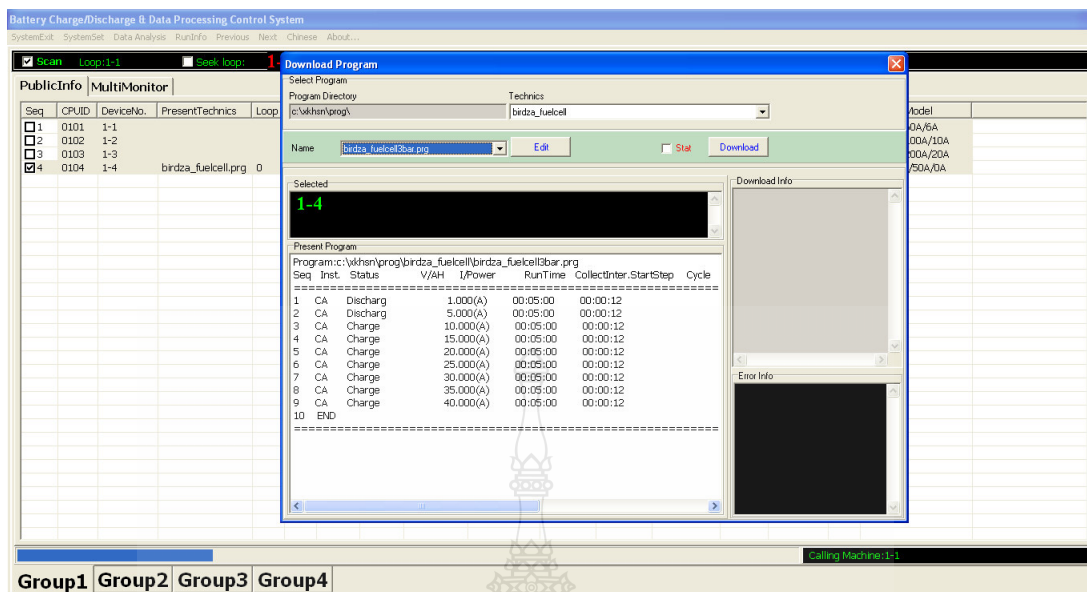 Battery Charge/Discharge & Data Processing Control System
SystemExit SystemSet Data Analysis RunInfo Previous Next Chinese About...
Scan Loop:1-1 Seek loop: 1-
PublicInfo MultiMonitor
Seq CPUID DeviceNo. PresentTechnics Loop Model
1 0101 1-1 0A/6A
2 0102 1-2 00A/10A
3 0103 1-3 00A/20A
4 0104 1-4 birdza_fuelcell.prg 0 /50A/0A
Download Program
Select Program
Program Directory Technics
c:\xkhsn\prog\ birdza_fuelcell
Name birdza_fuelcell3bar.prg Edit Stat Download
Selected
1-4
Download Info
Present Program
Program:c:\xkhsn\prog\birdza_fuelcell\birdza_fuelcell3bar.prg
Seq Inst. Status V/AH I/Power RunTime CollectInter.StartStep Cycle
==========================================================
1 CA Discharg 1.000(A) 00:05:00 00:00:12
2 CA Discharg 5.000(A) 00:05:00 00:00:12
3 CA Charge 10.000(A) 00:05:00 00:00:12
4 CA Charge 15.000(A) 00:05:00 00:00:12
5 CA Charge 20.000(A) 00:05:00 00:00:12
6 CA Charge 25.000(A) 00:05:00 00:00:12
7 CA Charge 30.000(A) 00:05:00 00:00:12
8 CA Charge 35.000(A) 00:05:00 00:00:12
9 CA Charge 40.000(A) 00:05:00 00:00:12
10 END
==========================================================
Error Info
Calling Machine:1-1
Group1 Group2 Group3 Group4